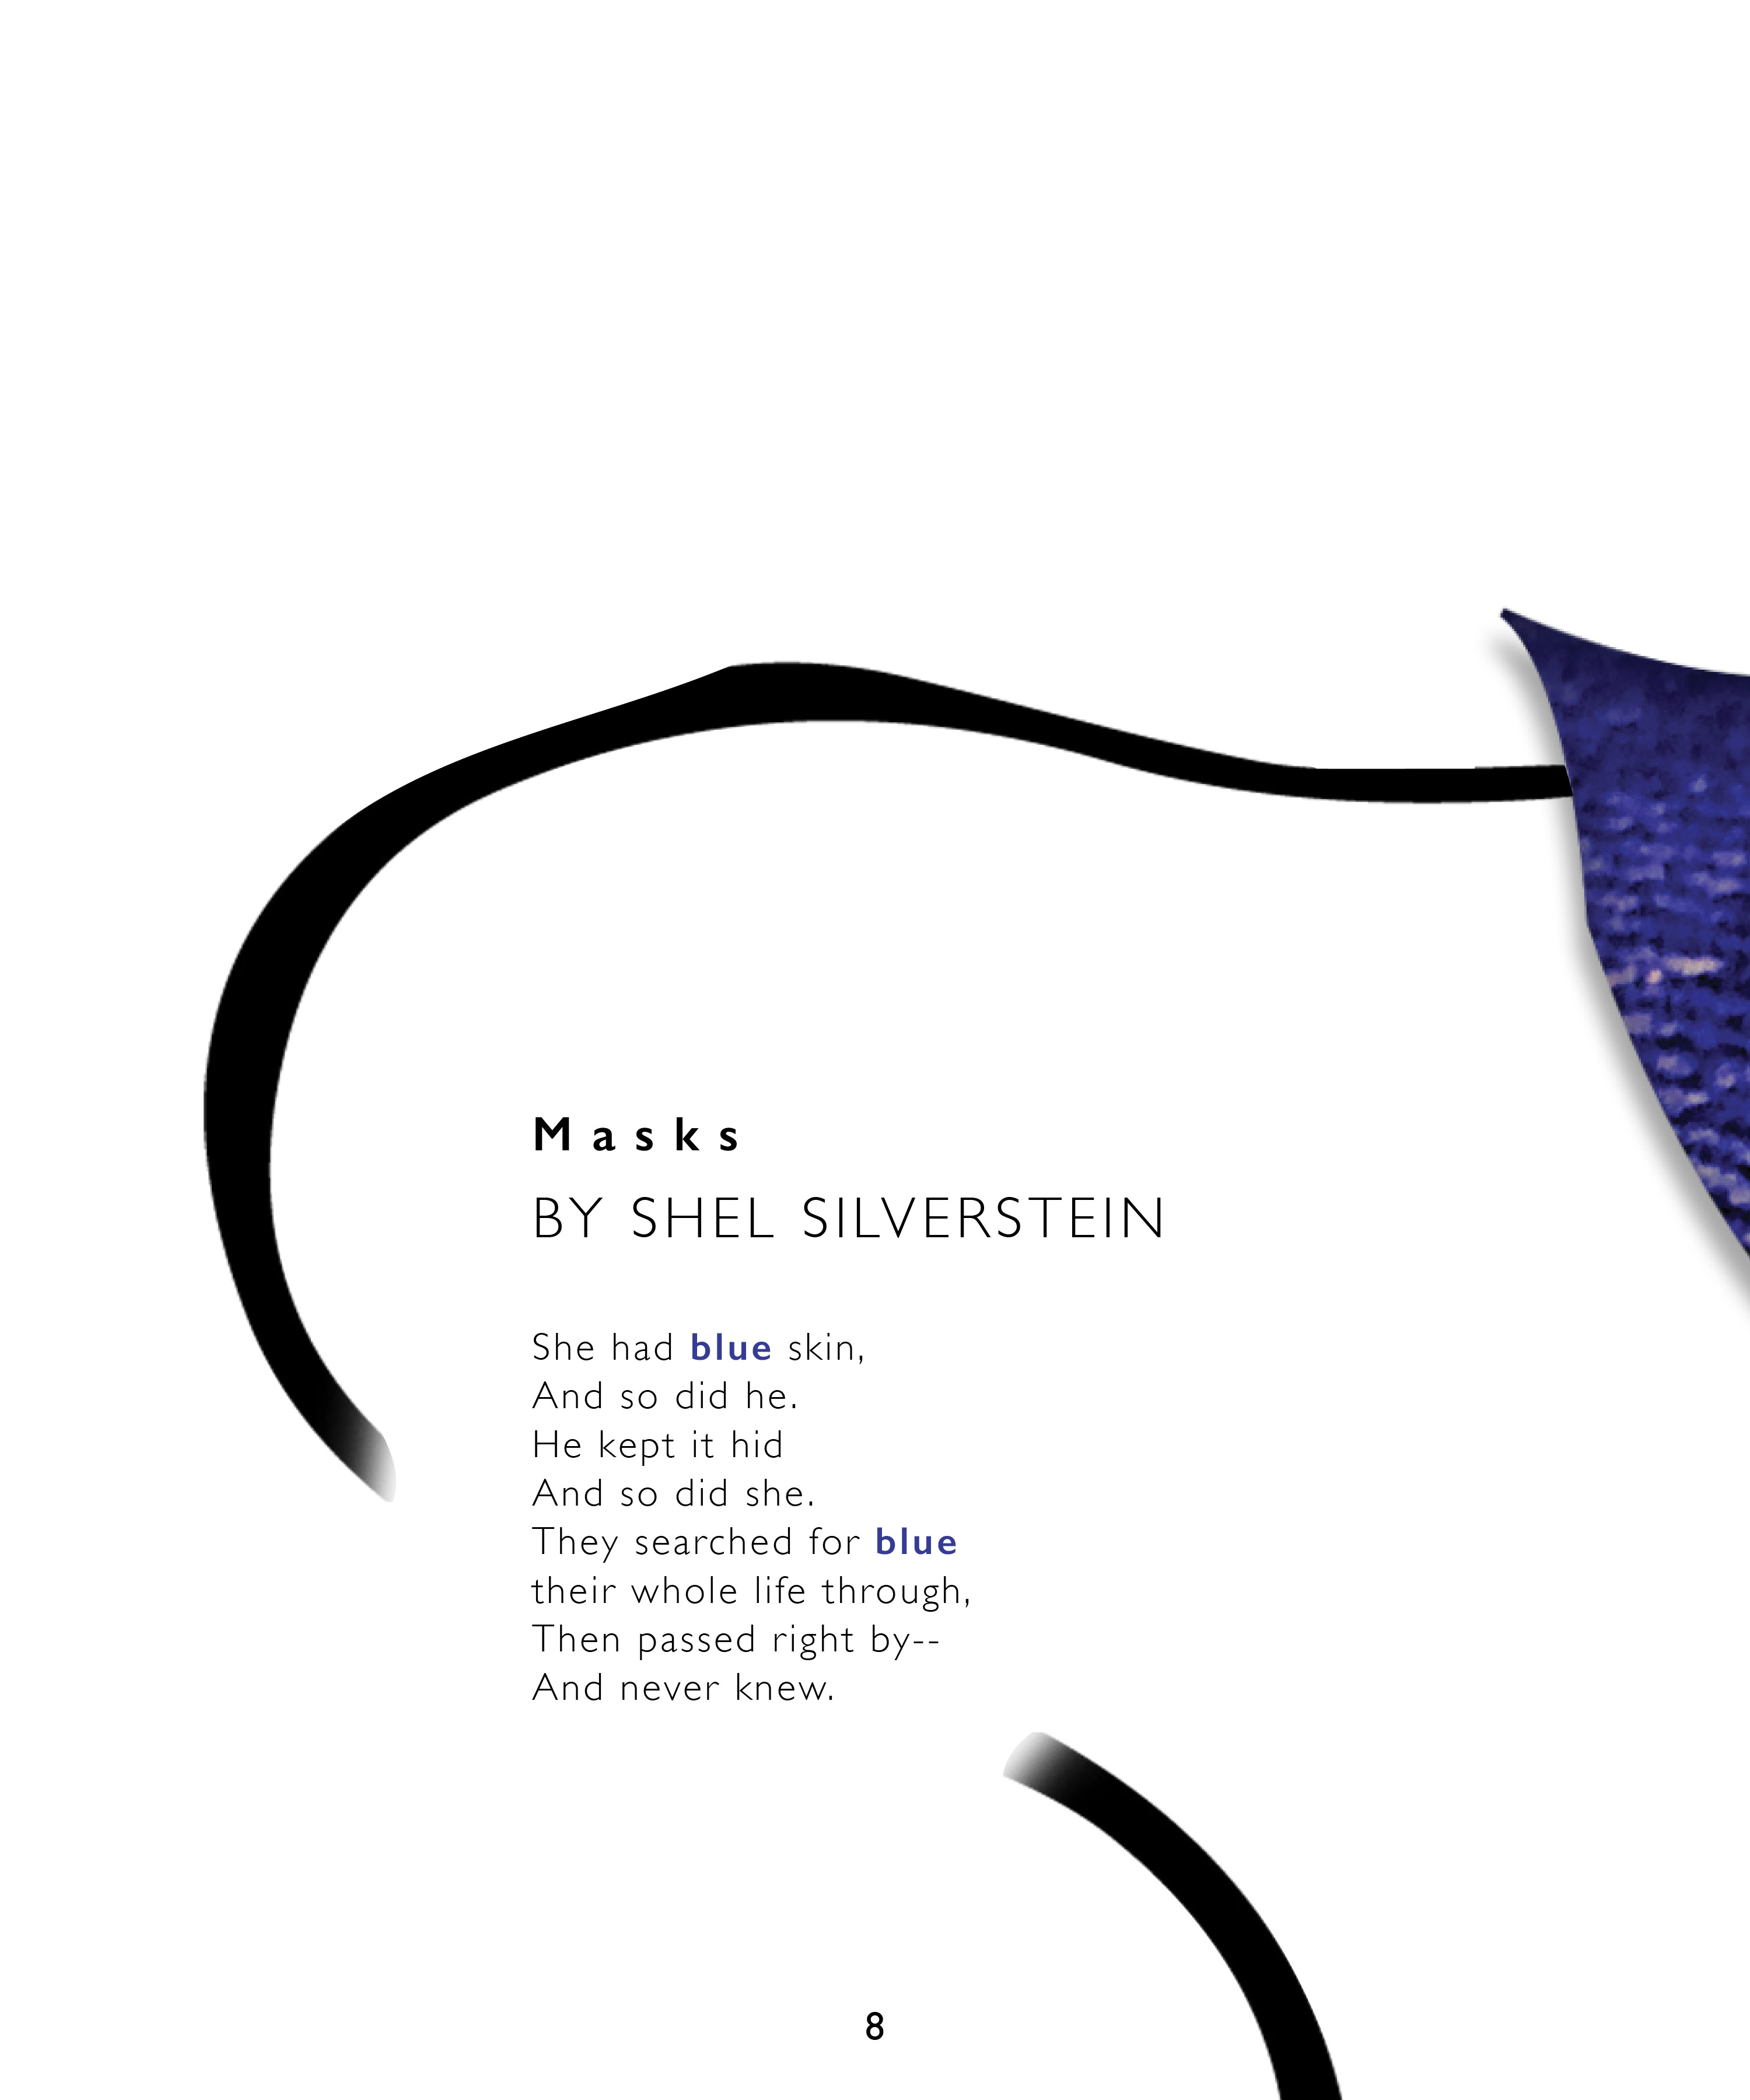 Masks
BY SHEL SILVERSTEIN
She had blue skin,
And so did he.
He kept it hid
And so did she.
They searched for blue
their whole life through,
Then passed right by--
And never knew.
8